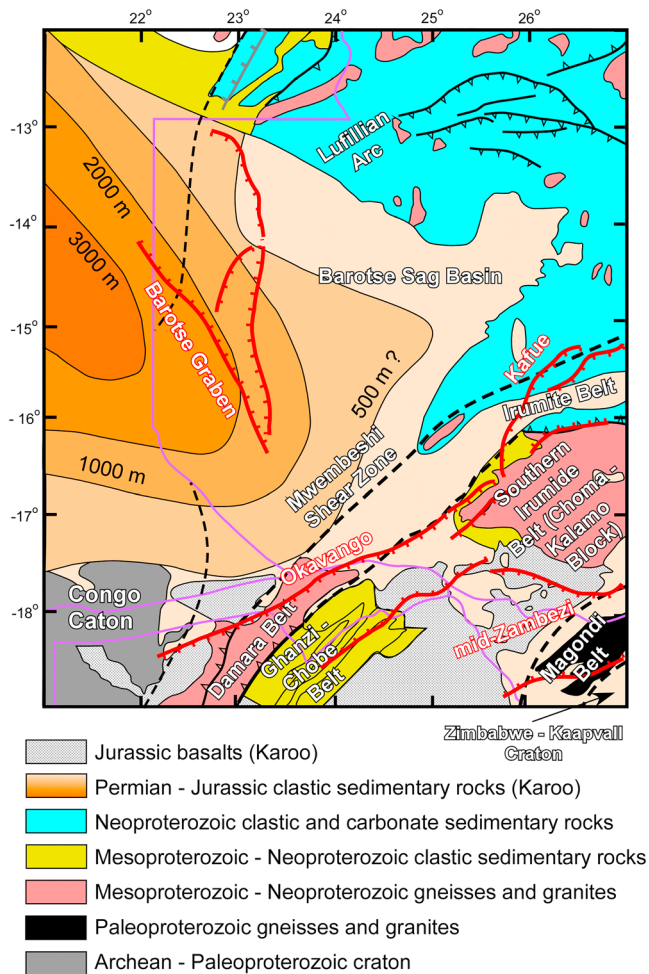 22° 23° 24° 25° 26°
-13°
-14°
-15°
-16°
-17°
-18°
Lufillian
Arc
2000 m
3000 m
Barotse Sag Basin
Barotse
Graben
500 m ?
Kafue
Irumite Belt
1000 m
Mwembeshi
Shear Zone
Southern
Irumide
Belt (Choma -
Kalamo
Block)
Okavango
Congo
Caton
Damara Belt
Ghanzi -
Chobe
Belt
mid-Zambezi
Magondi
Belt
Zimbabwe - Kaapvall
Craton
Jurassic basalts (Karoo)
Permian - Jurassic clastic sedimentary rocks (Karoo)
Neoproterozoic clastic and carbonate sedimentary rocks
Mesoproterozoic - Neoproterozoic clastic sedimentary rocks
Mesoproterozoic - Neoproterozoic gneisses and granites
Paleoproterozoic gneisses and granites
Archean - Paleoproterozoic craton